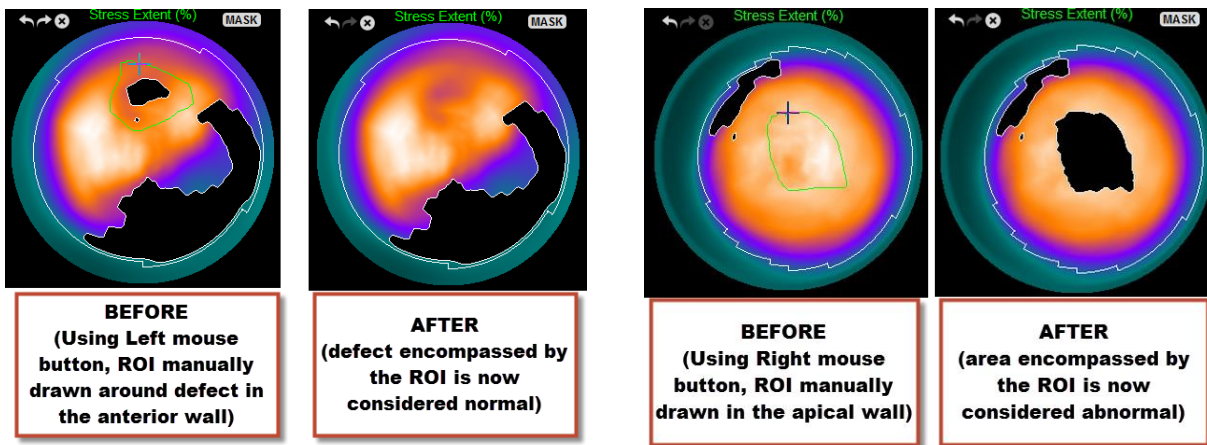 Stress Extent (%)
MASK
BEFORE
(Using Left mouse
button, ROI manually
drawn around defect in
the anterior wall)
Stress Extent (%)
MASK
AFTER
(defect encompassed by
the ROI is now
considered normal)
Stress Extent (%)
MASK
BEFORE
(Using Right mouse
button, ROI manually
drawn in the apical wall)
Stress Extent (%)
MASK
AFTER
(area encompassed by
the ROI is now
considered abnormal)